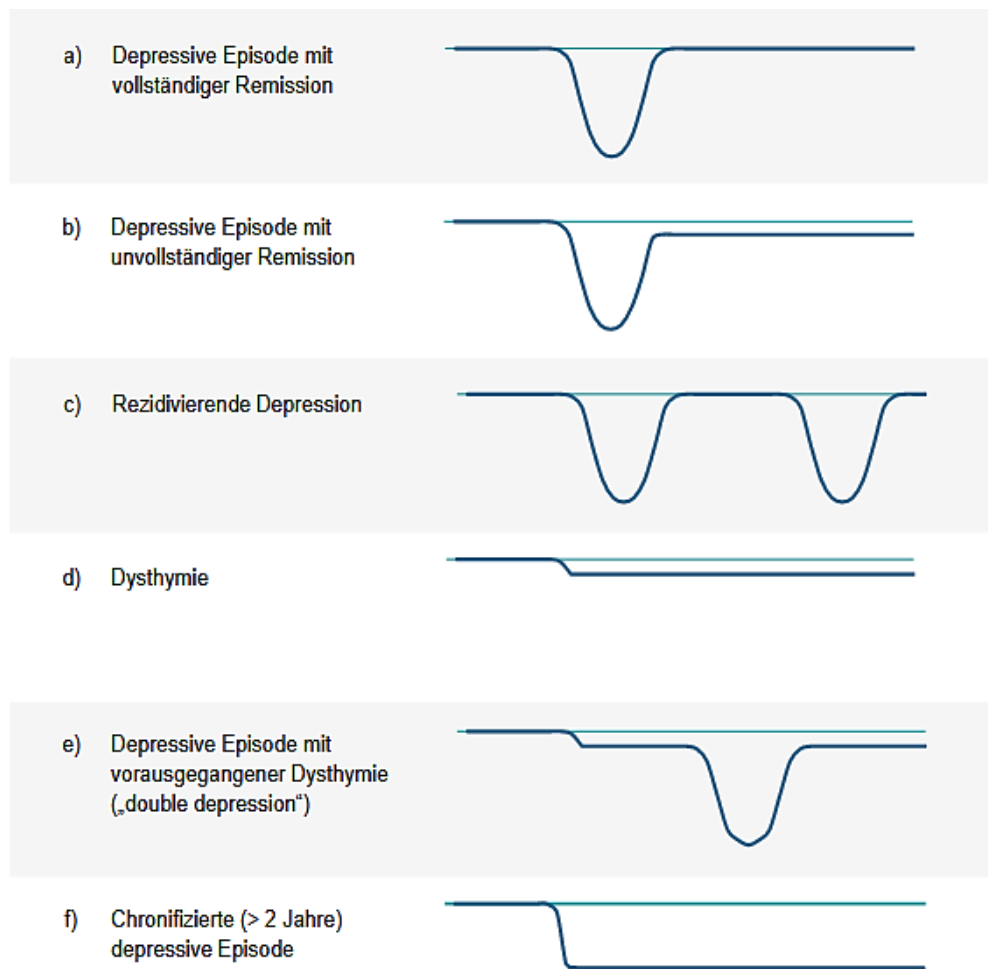 a) Depressive Episode mit
vollständiger Remission
b) Depressive Episode mit
unvollständiger Remission
c) Rezidivierende Depression
d) Dysthymie
e) Depressive Episode mit
vorausgegangener Dysthymie
(„double depression“)
f) Chronifizierte (> 2 Jahre)
depressive Episode